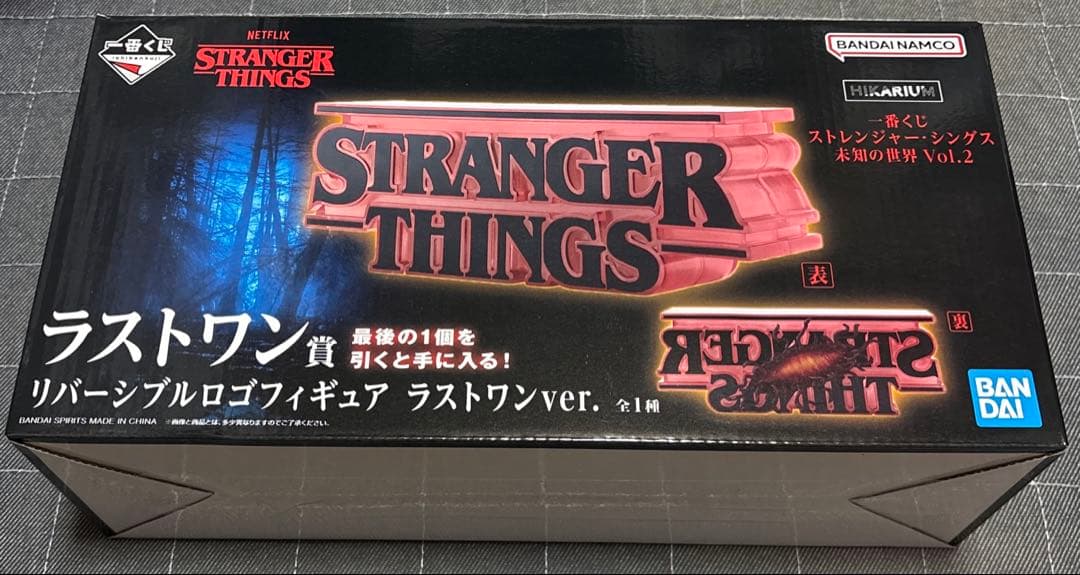 一番くじ
ichibankuji
NETFLIX
STRANGER
THINGS
BANDAI NAMCO
HIKARIUM
一番くじ
ストレンジャー・シングス
未知の世界 Vol.2
STRANGER
THINGS
表
裏
STRANGER
THINGS
ラストワン賞
最後の1個を
引くと手に入る!
リバーシブルロゴフィギュア ラストワンver. 全1種
BANDAI SPIRITS MADE IN CHINA ※画像と商品とは、多少異なりますのでご了承ください。
BAN
DAI